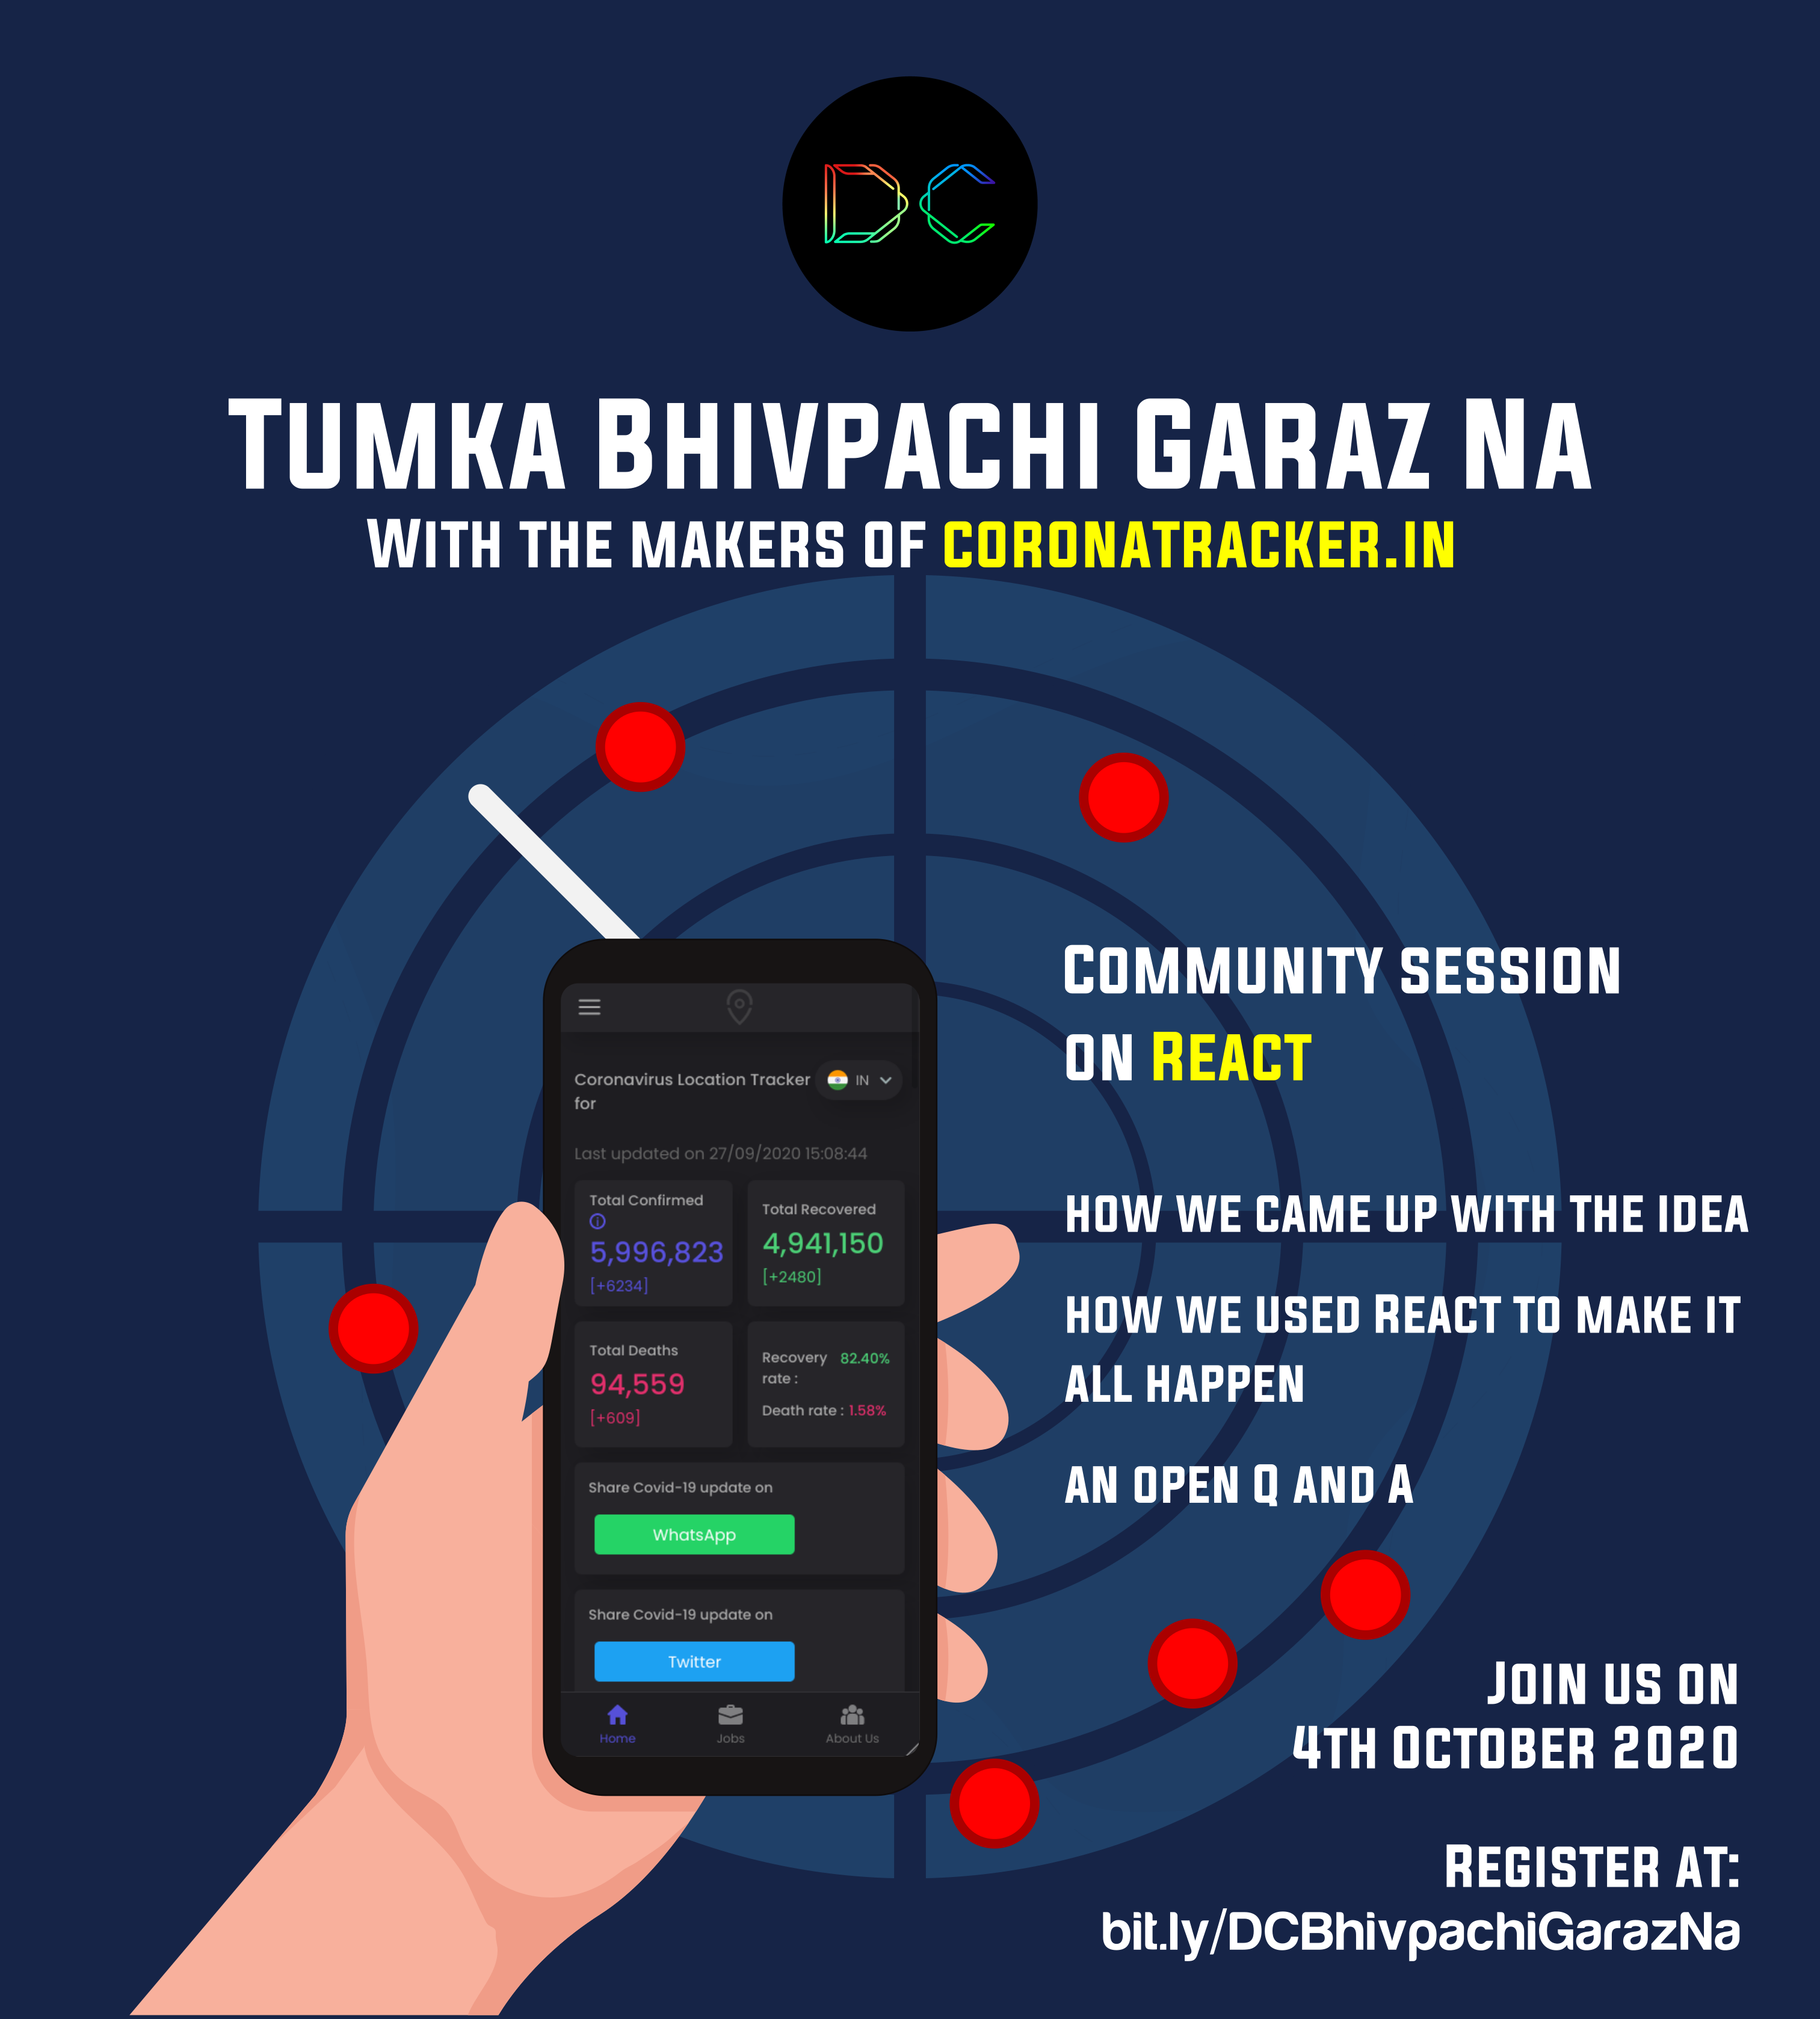 DC
Tumka Bhivpachi Garaz Na
With the makers of coronatracker.in
Community session
on React
how we came up with the idea
how we used React to make it
all happen
an open Q and A
Coronavirus Location Tracker
for
IN
Last updated on 27/09/2020 15:08:44
Total Confirmed
5,996,823
[+6234]
Total Recovered
4,941,150
[+2480]
Total Deaths
94,559
[+609]
Recovery 82.40%
rate :
Death rate : 1.58%
Share Covid-19 update on
WhatsApp
Share Covid-19 update on
Twitter
Home
Jobs
About Us
Join us on
4th October 2020
Register at:
bit.ly/DCBhivpachiGarazNa